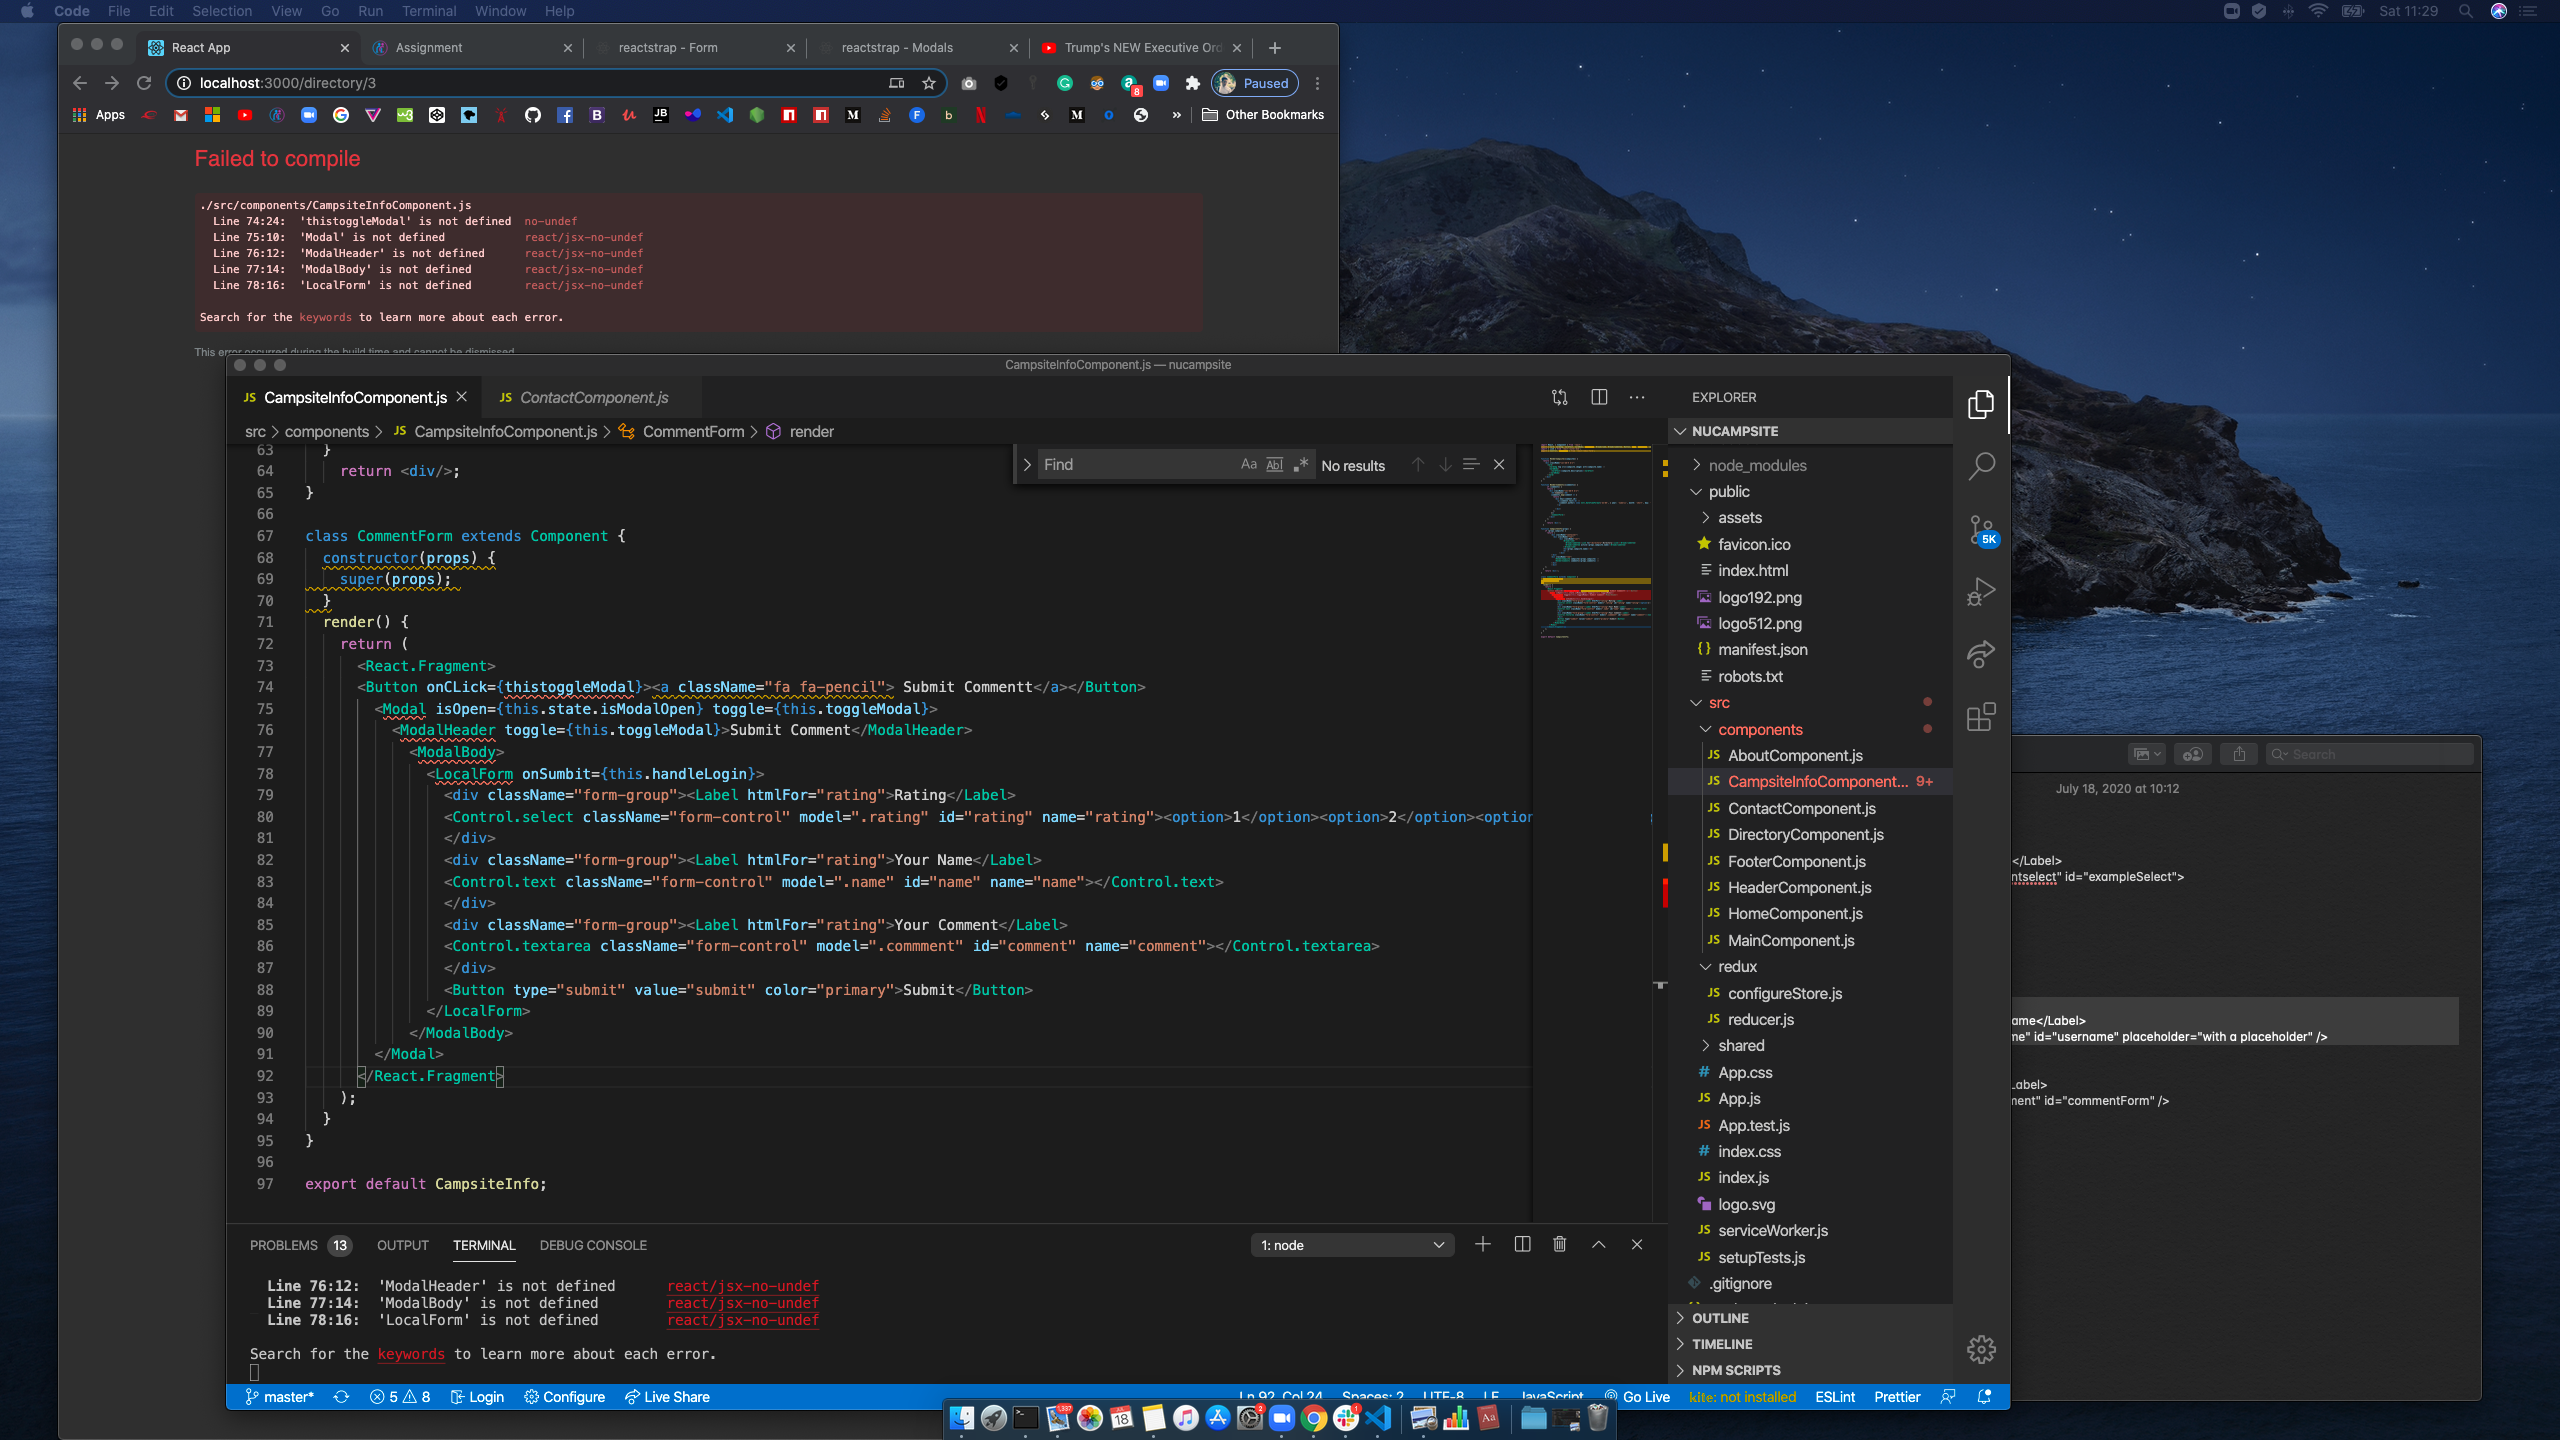 Code File Edit Selection View Go Run Terminal Window Help
Sat 11:29
React App
Assignment
reactstrap - Form
reactstrap - Modals
Trump's NEW Executive Ord
localhost:3000/directory/3
Paused
Apps
Other Bookmarks
Failed to compile
./src/components/CampsiteInfoComponent.js
Line 74:24: 'thistoggleModal' is not defined no-undef
Line 75:10: 'Modal' is not defined react/jsx-no-undef
Line 76:12: 'ModalHeader' is not defined react/jsx-no-undef
Line 77:14: 'ModalBody' is not defined react/jsx-no-undef
Line 78:16: 'LocalForm' is not defined react/jsx-no-undef
Search for the keywords to learn more about each error.
This error occurred during the build time and cannot be dismissed.
CampsiteInfoComponent.js — nucampsite
JS CampsiteInfoComponent.js
JS ContactComponent.js
src > components > JS CampsiteInfoComponent.js > CommentForm > render
Find
No results
63 }
64 return <div/>;
65 }
66
67 class CommentForm extends Component {
68 constructor(props) {
69 super(props);
70 }
71 render() {
72 return (
73 <React.Fragment>
74 <Button onCLick={thistoggleModal}><a className="fa fa-pencil"> Submit Commentt</a></Button>
75 <Modal isOpen={this.state.isModalOpen} toggle={this.toggleModal}>
76 <ModalHeader toggle={this.toggleModal}>Submit Comment</ModalHeader>
77 <ModalBody>
78 <LocalForm onSumbit={this.handleLogin}>
79 <div className="form-group"><Label htmlFor="rating">Rating</Label>
80 <Control.select className="form-control" model=".rating" id="rating" name="rating"><option>1</option><option>2</option><option
81 </div>
82 <div className="form-group"><Label htmlFor="rating">Your Name</Label>
83 <Control.text className="form-control" model=".name" id="name" name="name"></Control.text>
84 </div>
85 <div className="form-group"><Label htmlFor="rating">Your Comment</Label>
86 <Control.textarea className="form-control" model=".commment" id="comment" name="comment"></Control.textarea>
87 </div>
88 <Button type="submit" value="submit" color="primary">Submit</Button>
89 </LocalForm>
90 </ModalBody>
91 </Modal>
92 </React.Fragment>
93 );
94 }
95 }
96
97 export default CampsiteInfo;
EXPLORER
NUCAMPSITE
node_modules
public
assets
favicon.ico
index.html
logo192.png
logo512.png
manifest.json
robots.txt
src
components
JS AboutComponent.js
JS CampsiteInfoComponent... 9+
JS ContactComponent.js
JS DirectoryComponent.js
JS FooterComponent.js
JS HeaderComponent.js
JS HomeComponent.js
JS MainComponent.js
redux
JS configureStore.js
JS reducer.js
shared
# App.css
JS App.js
JS App.test.js
# index.css
JS index.js
logo.svg
JS serviceWorker.js
JS setupTests.js
.gitignore
OUTLINE
TIMELINE
NPM SCRIPTS
5K
Search
July 18, 2020 at 10:12
</Label>
ntselect" id="exampleSelect">
ame</Label>
me" id="username" placeholder="with a placeholder" />
Label>
ment" id="commentForm" />
PROBLEMS 13 OUTPUT TERMINAL DEBUG CONSOLE
1: node
Line 76:12: 'ModalHeader' is not defined react/jsx-no-undef
Line 77:14: 'ModalBody' is not defined react/jsx-no-undef
Line 78:16: 'LocalForm' is not defined react/jsx-no-undef
Search for the keywords to learn more about each error.
master* 5 8 Login Configure Live Share
Ln 92, Col 24 Spaces: 2 UTF-8 LF JavaScript Go Live kite: not installed ESLint Prettier
18